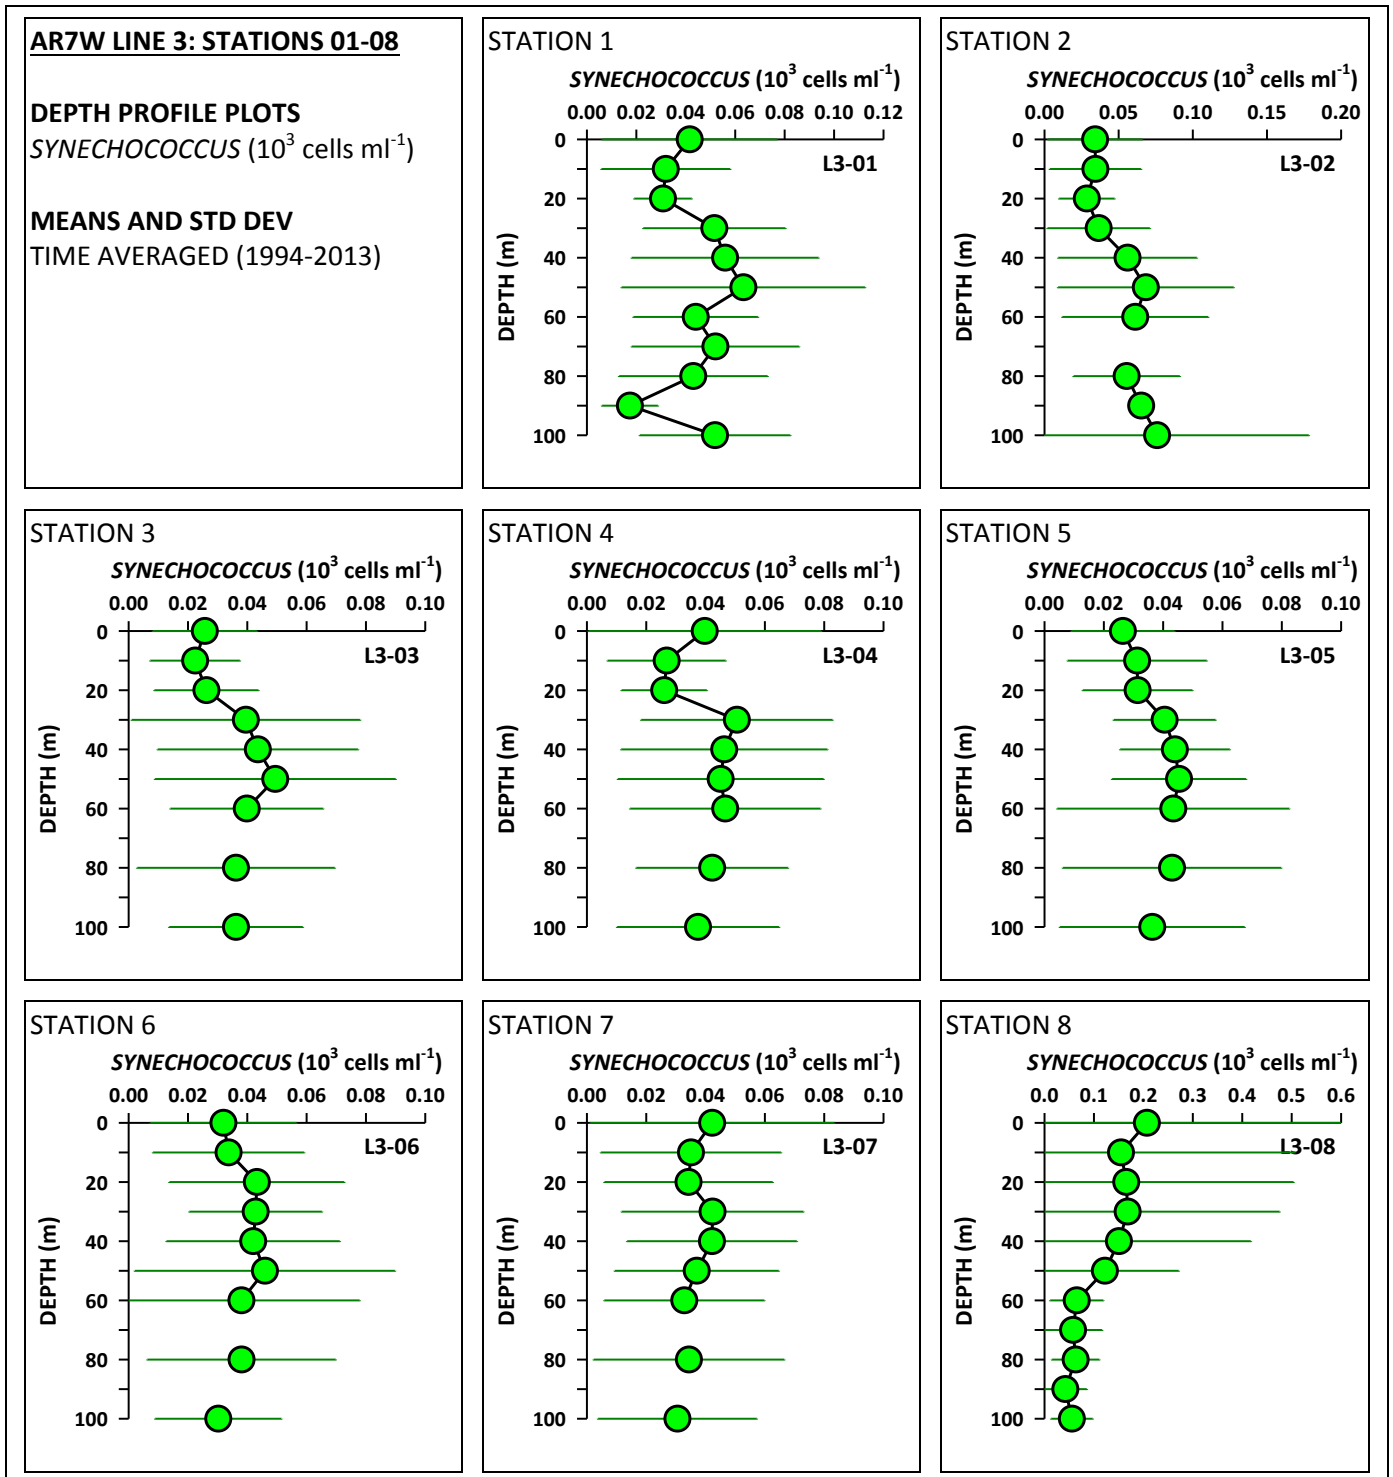 AR7W LINE 3: STATIONS 01-08
DEPTH PROFILE PLOTS
SYNECHOCOCCUS (10³ cells ml⁻¹)
MEANS AND STD DEV
TIME AVERAGED (1994-2013)
STATION 1
SYNECHOCOCCUS (10³ cells ml⁻¹)
0.00 0.02 0.04 0.06 0.08 0.10 0.12
L3-01
DEPTH (m)
0
20
40
60
80
100
STATION 2
SYNECHOCOCCUS (10³ cells ml⁻¹)
0.00 0.05 0.10 0.15 0.20
L3-02
DEPTH (m)
0
20
40
60
80
100
STATION 3
SYNECHOCOCCUS (10³ cells ml⁻¹)
0.00 0.02 0.04 0.06 0.08 0.10
L3-03
DEPTH (m)
0
20
40
60
80
100
STATION 4
SYNECHOCOCCUS (10³ cells ml⁻¹)
0.00 0.02 0.04 0.06 0.08 0.10
L3-04
DEPTH (m)
0
20
40
60
80
100
STATION 5
SYNECHOCOCCUS (10³ cells ml⁻¹)
0.00 0.02 0.04 0.06 0.08 0.10
L3-05
DEPTH (m)
0
20
40
60
80
100
STATION 6
SYNECHOCOCCUS (10³ cells ml⁻¹)
0.00 0.02 0.04 0.06 0.08 0.10
L3-06
DEPTH (m)
0
20
40
60
80
100
STATION 7
SYNECHOCOCCUS (10³ cells ml⁻¹)
0.00 0.02 0.04 0.06 0.08 0.10
L3-07
DEPTH (m)
0
20
40
60
80
100
STATION 8
SYNECHOCOCCUS (10³ cells ml⁻¹)
0.0 0.1 0.2 0.3 0.4 0.5 0.6
L3-08
DEPTH (m)
0
20
40
60
80
100